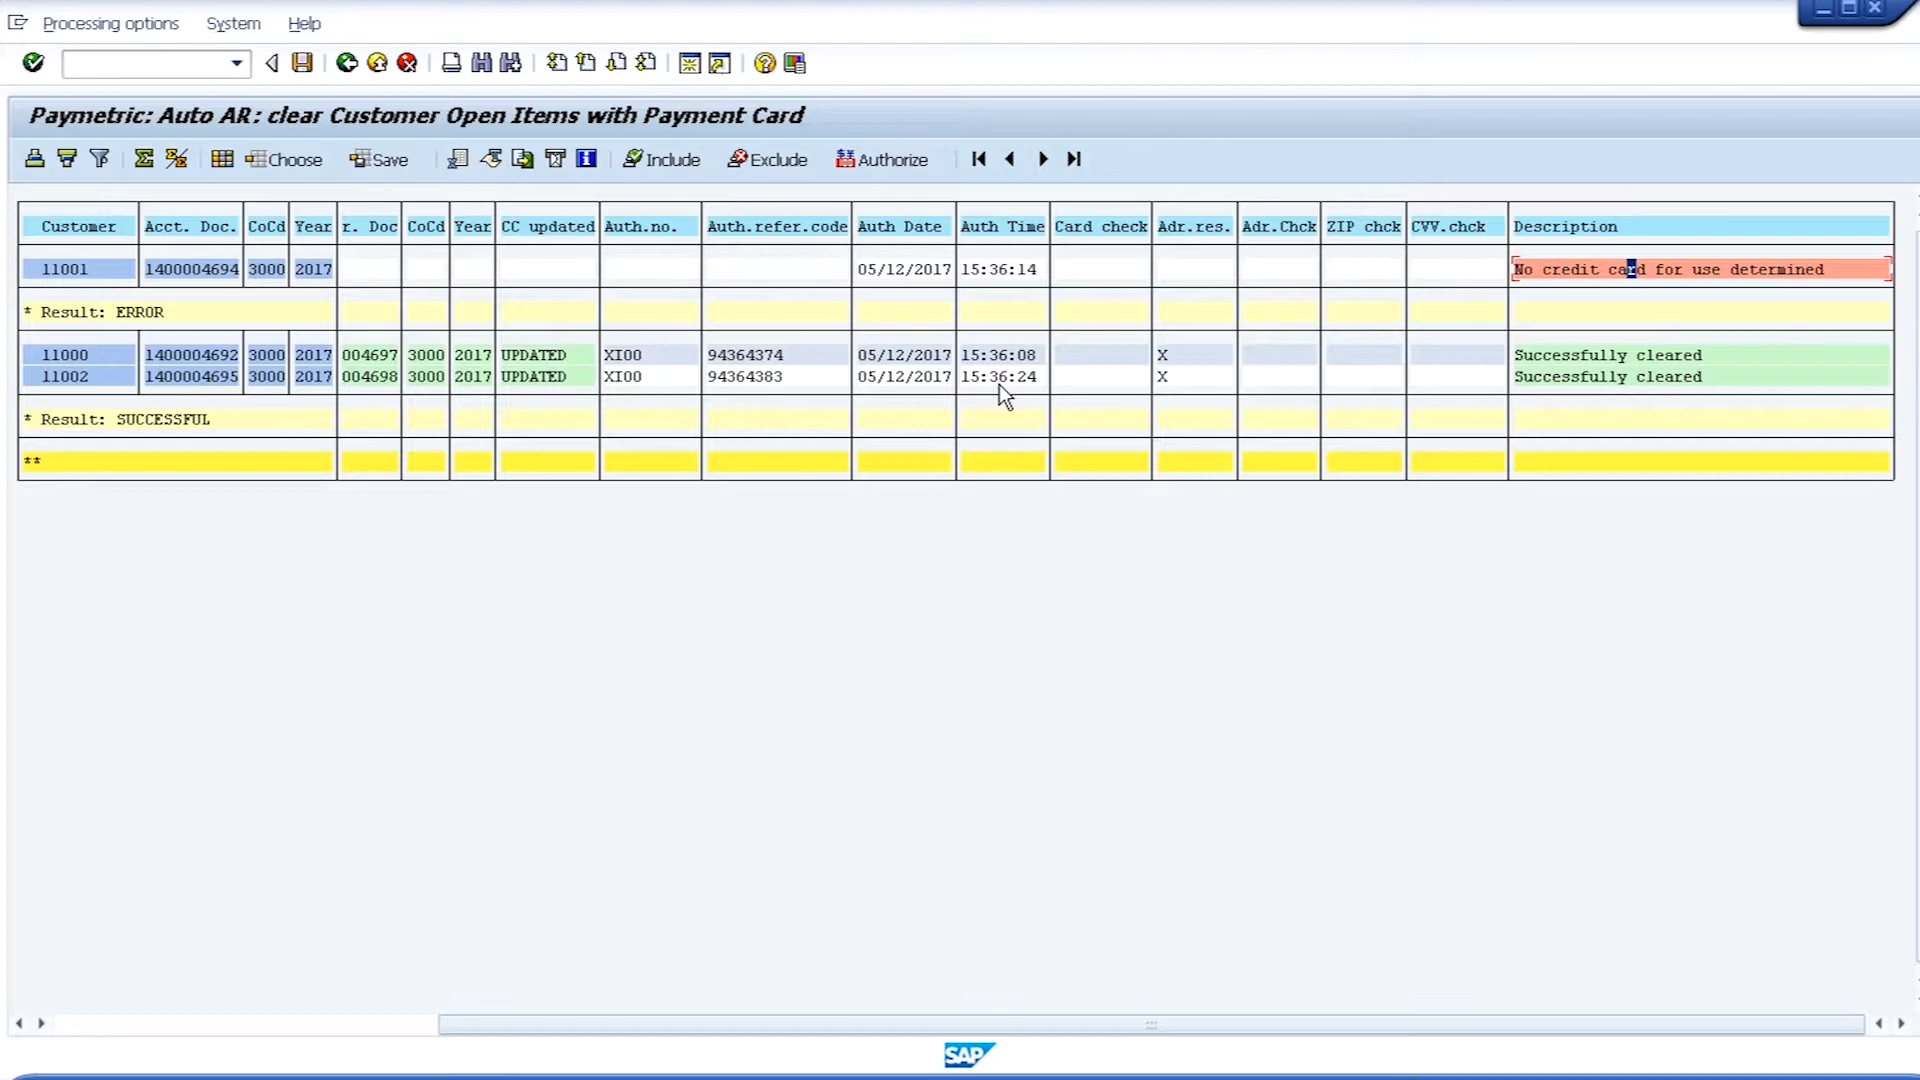 Processing options System Help
Paymetric: Auto AR: clear Customer Open Items with Payment Card
Choose Save Include Exclude Authorize
Customer Acct. Doc. CoCd Year r. Doc CoCd Year CC updated Auth.no. Auth.refer.code Auth Date Auth Time Card check Adr.res. Adr.Chck ZIP chck CVV.chck Description
11001 1400004694 3000 2017 05/12/2017 15:36:14 No credit card for use determined
* Result: ERROR
11000 1400004692 3000 2017 004697 3000 2017 UPDATED XI00 94364374 05/12/2017 15:36:08 X Successfully cleared
11002 1400004695 3000 2017 004698 3000 2017 UPDATED XI00 94364383 05/12/2017 15:36:24 X Successfully cleared
* Result: SUCCESSFUL
**
SAP